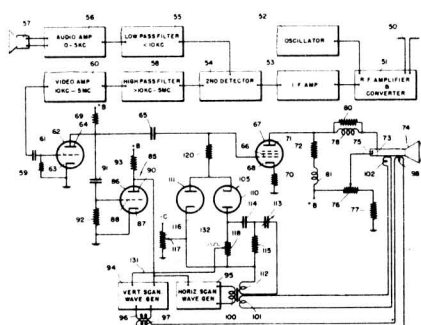 57 56 55 52 50
AUDIO AMP
0-5KC
LOW PASS FILTER
<10KC
OSCILLATOR
60 58 54 53 51
VIDEO AMP
10KC-5MC
HIGH PASS FILTER
>10KC-5MC
2ND DETECTOR
I F AMP
R F AMPLIFIER
&
CONVERTER
+B
69 64 65 67 71 80 74
62 61 63 59
+B
93 85 90 91 86
120 66 68 72 78 75 73
111 105 110 70 81 102 98
92 88 87
-C
116 132 114 113
+B
76 77
117 118 115
94 131 95 112
VERT SCAN
WAVE GEN
HORIZ SCAN
WAVE GEN
96 97 100 101